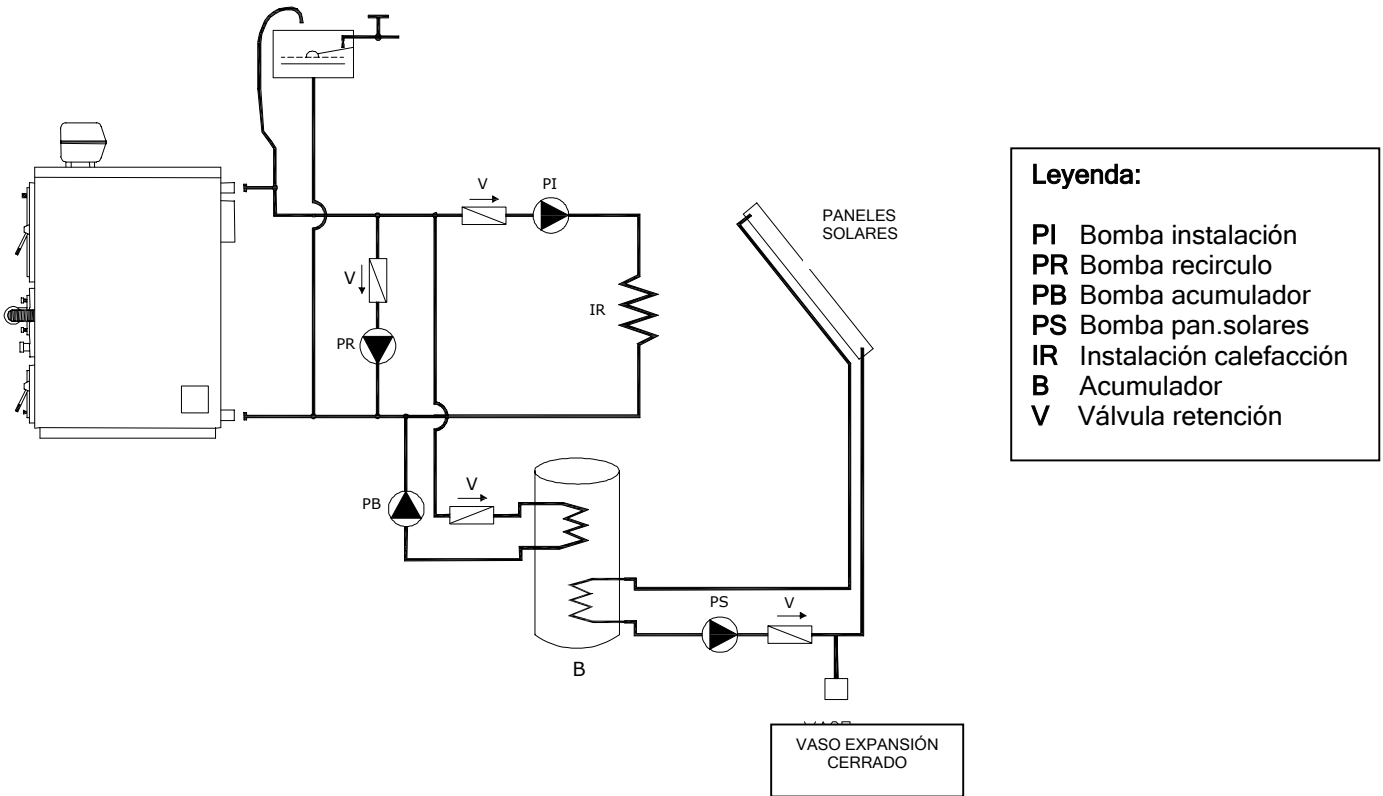 V
PI
PANELES
SOLARES
V
IR
PR
PB
V
PS
V
B
VASO EXPANSIÓN
CERRADO
Leyenda:
PI Bomba instalación
PR Bomba recirculo
PB Bomba acumulador
PS Bomba pan.solares
IR Instalación calefacción
B Acumulador
V Válvula retención